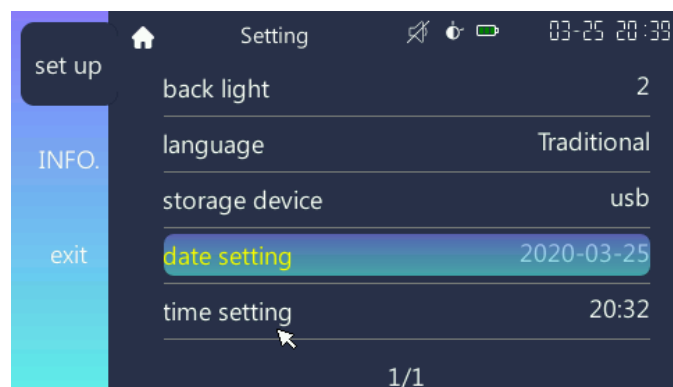 Setting 03-25 20:39
set up
back light 2
language Traditional
INFO.
storage device usb
exit
date setting 2020-03-25
time setting 20:32
1/1